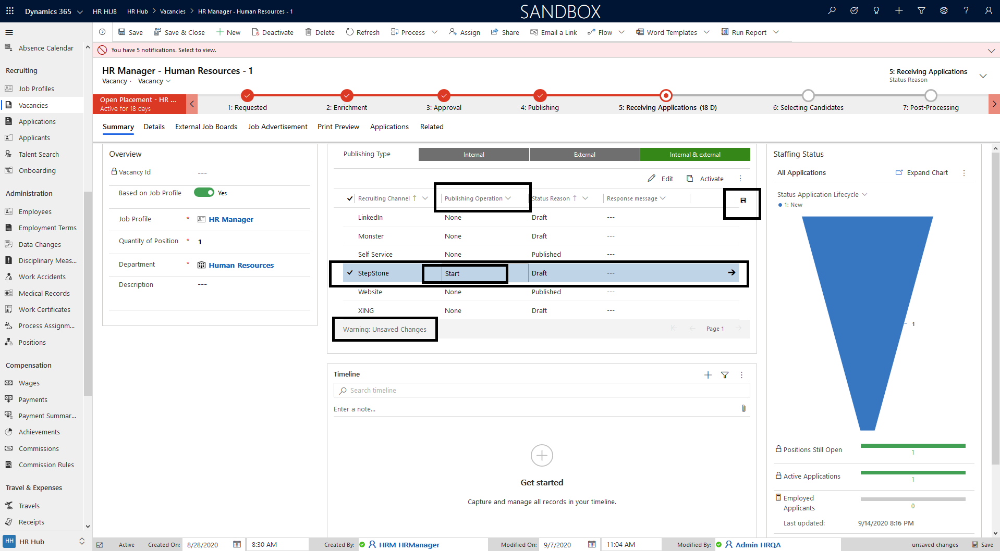 Dynamics 365
HR HUB
HR Hub
Vacancies
HR Manager - Human Resources - 1
SANDBOX
Save
Save & Close
New
Deactivate
Delete
Refresh
Process
Assign
Share
Email a Link
Flow
Word Templates
Run Report
You have 5 notifications. Select to view.
Absence Calendar
Recruiting
Job Profiles
Vacancies
Applications
Applicants
Talent Search
Onboarding
Administration
Employees
Employment Terms
Data Changes
Disciplinary Meas...
Work Accidents
Medical Records
Work Certificates
Process Assignm...
Positions
Compensation
Wages
Payments
Payment Summar...
Achievements
Commissions
Commission Rules
Travel & Expenses
Travels
Receipts
HH
HR Hub
HR Manager - Human Resources - 1
Vacancy · Vacancy
5: Receiving Applications
Status Reason
Open Placement - HR ...
Active for 18 days
1: Requested
2: Enrichment
3: Approval
4: Publishing
5: Receiving Applications (18 D)
6: Selecting Candidates
7: Post-Processing
Summary
Details
External Job Boards
Job Advertisement
Print Preview
Applications
Related
Overview
Vacancy Id ---
Based on Job Profile Yes
Job Profile * HR Manager
Quantity of Position * 1
Department * Human Resources
Description ---
Publishing Type Internal External Internal & external
Edit Activate
Recruiting Channel Publishing Operation Status Reason Response message
LinkedIn None Draft ---
Monster None Draft ---
Self Service None Published ---
StepStone Start Draft ---
Website None Published ---
XING None Draft ---
Warning: Unsaved Changes
Page 1
Timeline
Search timeline
Enter a note...
Get started
Capture and manage all records in your timeline.
Staffing Status
All Applications
Expand Chart
Status Application Lifecycle
1: New
1
Positions Still Open
1
Active Applications
1
Employed
Applicants
0
Last updated: 9/14/2020 8:16 PM
Active
Created On: 8/28/2020 8:30 AM
Created By: HRM HRManager
Modified On: 9/7/2020 11:04 AM
Modified By: Admin HRQA
unsaved changes
Save